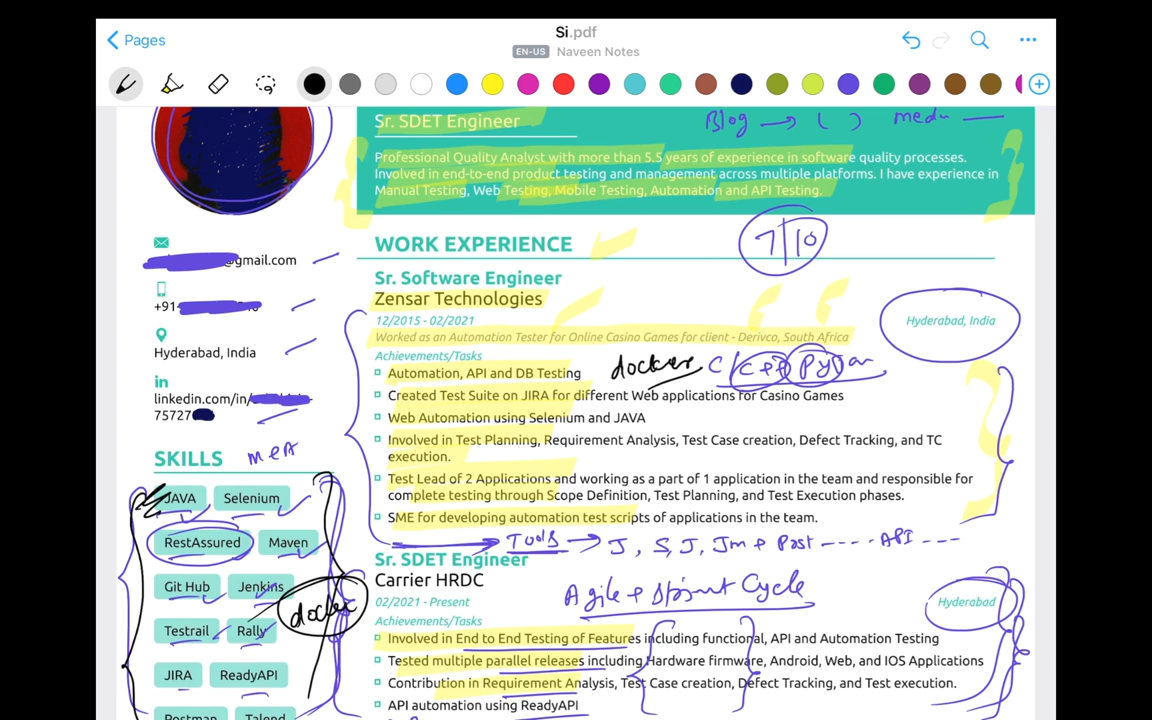 Pages
Si.pdf
EN-US Naveen Notes
Sr. SDET Engineer
Blog → ( )
Professional Quality Analyst with more than 5.5 years of experience in software quality processes.
Involved in end-to-end product testing and management across multiple platforms. I have experience in
Manual Testing, Web Testing, Mobile Testing, Automation and API Testing.
@gmail.com
+91-
Hyderabad, India
linkedin.com/in/
75727
SKILLS
JAVA Selenium
RestAssured Maven
Git Hub Jenkins
docker
Testrail Rally
JIRA ReadyAPI
Postman Talend
WORK EXPERIENCE
7/10
Sr. Software Engineer
Zensar Technologies
12/2015 - 02/2021
Hyderabad, India
Worked as an Automation Tester for Online Casino Games for client - Derivco, South Africa
Achievements/Tasks
docker C/C++ Python
Automation, API and DB Testing
Created Test Suite on JIRA for different Web applications for Casino Games
Web Automation using Selenium and JAVA
Involved in Test Planning, Requirement Analysis, Test Case creation, Defect Tracking, and TC
execution.
Test Lead of 2 Applications and working as a part of 1 application in the team and responsible for
complete testing through Scope Definition, Test Planning, and Test Execution phases.
SME for developing automation test scripts of applications in the team.
Tools → J, S, J, Jm + Post ---- API ---
Sr. SDET Engineer
Carrier HRDC
Agile + Sprint Cycle
02/2021 - Present
Hyderabad
Achievements/Tasks
Involved in End to End Testing of Features including functional, API and Automation Testing
Tested multiple parallel releases including Hardware firmware, Android, Web, and IOS Applications
Contribution in Requirement Analysis, Test Case creation, Defect Tracking, and Test execution.
API automation using ReadyAPI